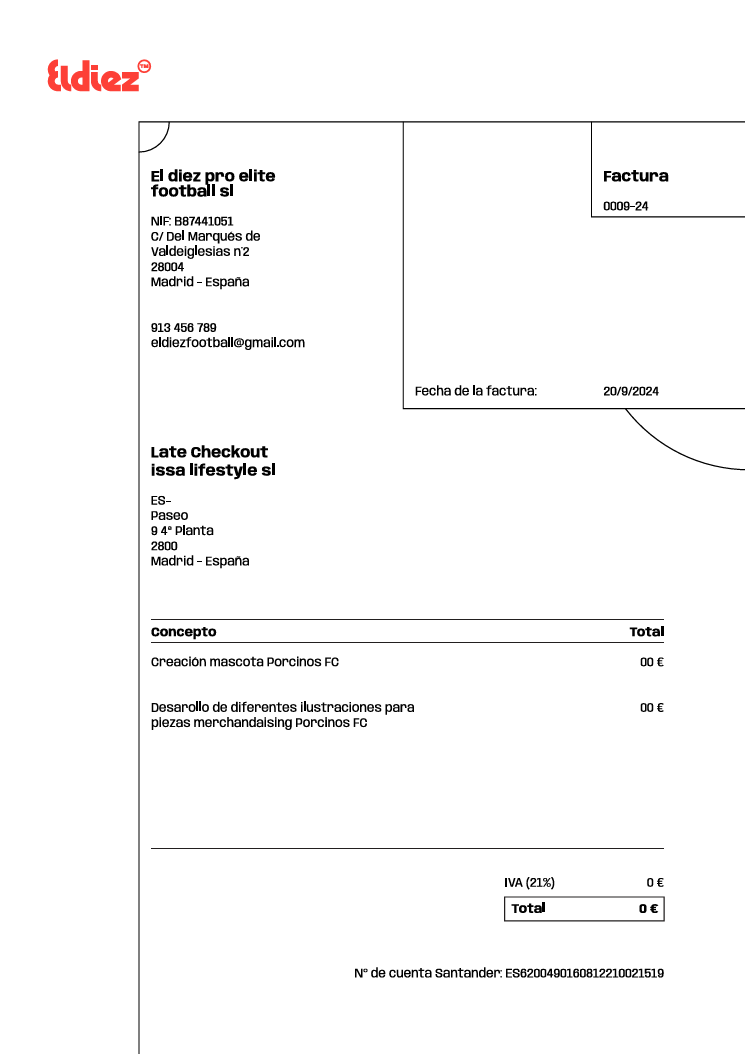 Eldiez™
El diez pro elite
football sl
Factura
0009-24
NIF: B87441051
C/ Del Marqués de
Valdeiglesias nº2
28004
Madrid - España
913 456 789
eldiezfootball@gmail.com
Fecha de la factura: 20/9/2024
Late Checkout
issa lifestyle sl
ES-
Paseo
9 4ª Planta
2800
Madrid - España
Concepto Total
Creación mascota Porcinos FC 00 €
Desarollo de diferentes ilustraciones para 00 €
piezas merchandaising Porcinos FC
IVA (21%) 0 €
Total 0 €
Nº de cuenta Santander: ES6200490160812210021519